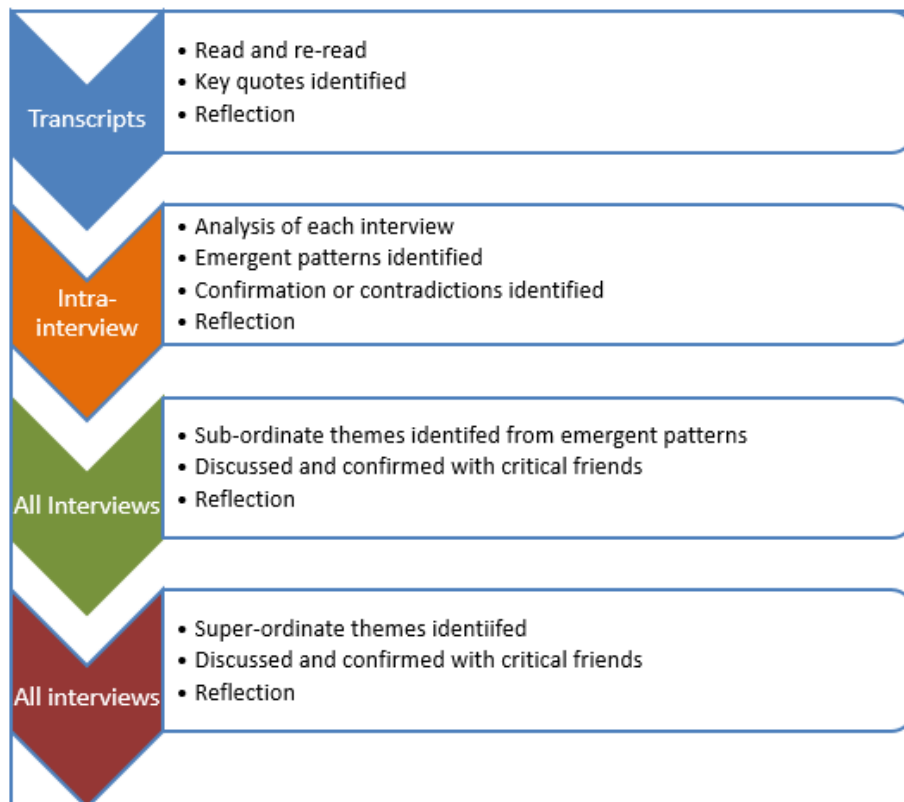 Transcripts
• Read and re-read
• Key quotes identified
• Reflection
Intra-
interview
• Analysis of each interview
• Emergent patterns identified
• Confirmation or contradictions identified
• Reflection
All Interviews
• Sub-ordinate themes identifed from emergent patterns
• Discussed and confirmed with critical friends
• Reflection
All interviews
• Super-ordinate themes identiifed
• Discussed and confirmed with critical friends
• Reflection